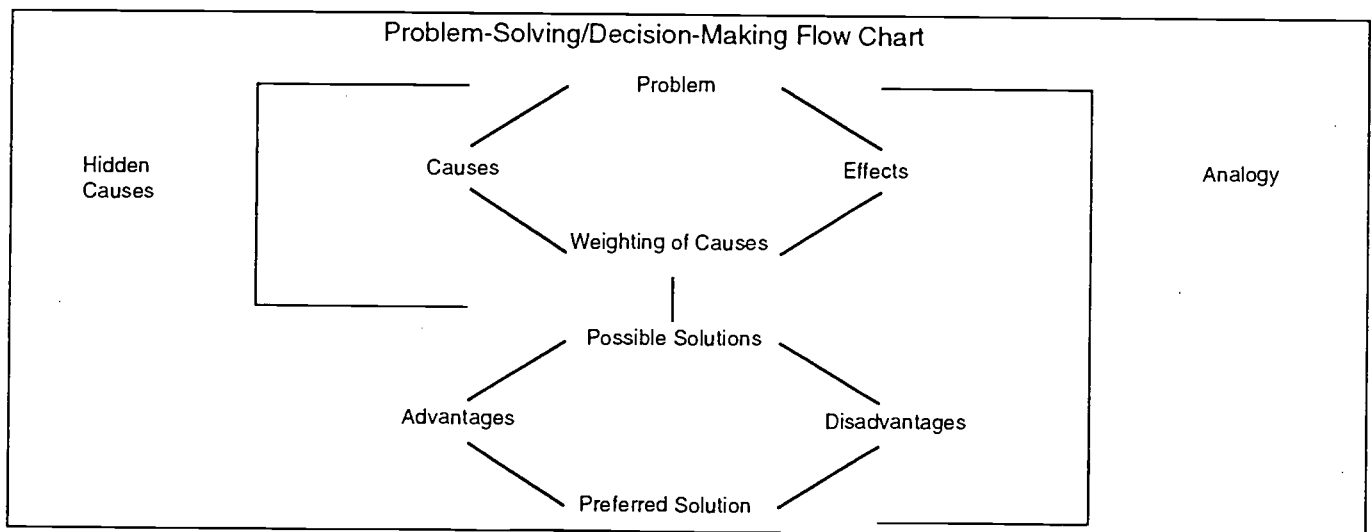 Problem-Solving/Decision-Making Flow Chart
Problem
Hidden
Causes
Causes
Effects
Analogy
Weighting of Causes
Possible Solutions
Advantages
Disadvantages
Preferred Solution